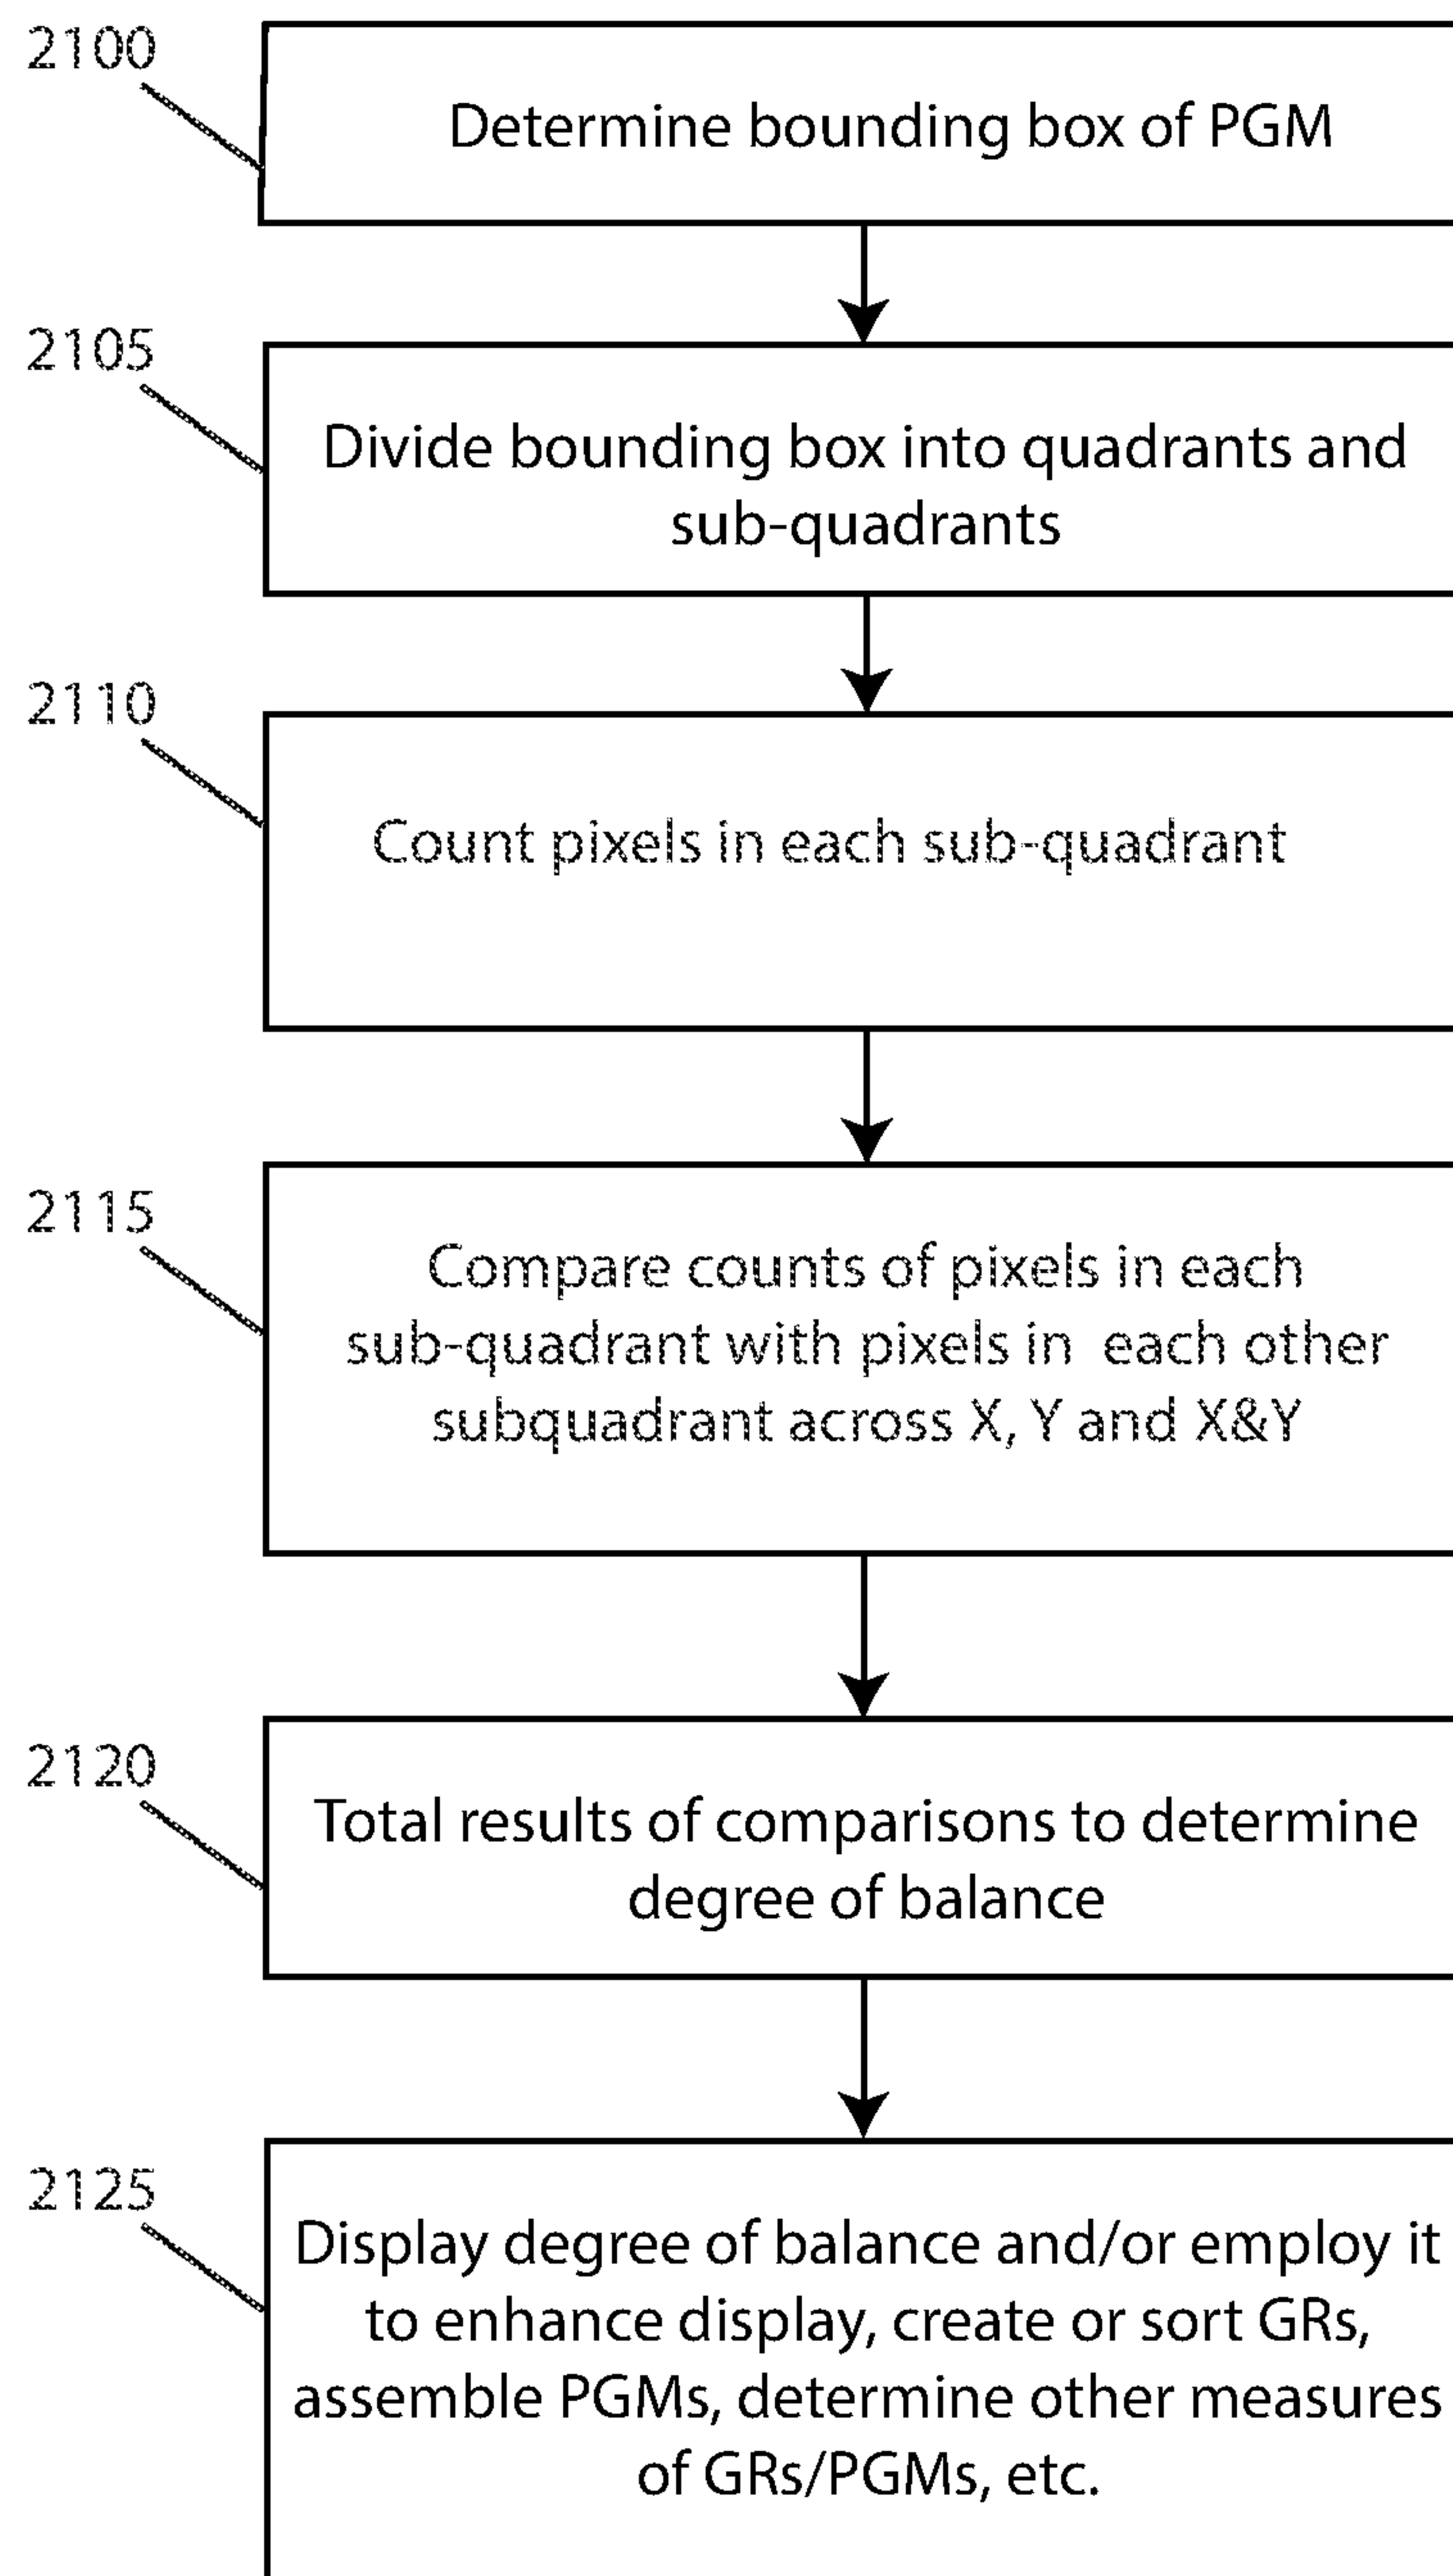 2100
Determine bounding box of PGM
2105
Divide bounding box into quadrants and
sub-quadrants
2110
Count pixels in each sub-quadrant
2115
Compare counts of pixels in each
sub-quadrant with pixels in each other
subquadrant across X, Y and X&Y
2120
Total results of comparisons to determine
degree of balance
2125
Display degree of balance and/or employ it
to enhance display, create or sort GRs,
assemble PGMs, determine other measures
of GRs/PGMs, etc.